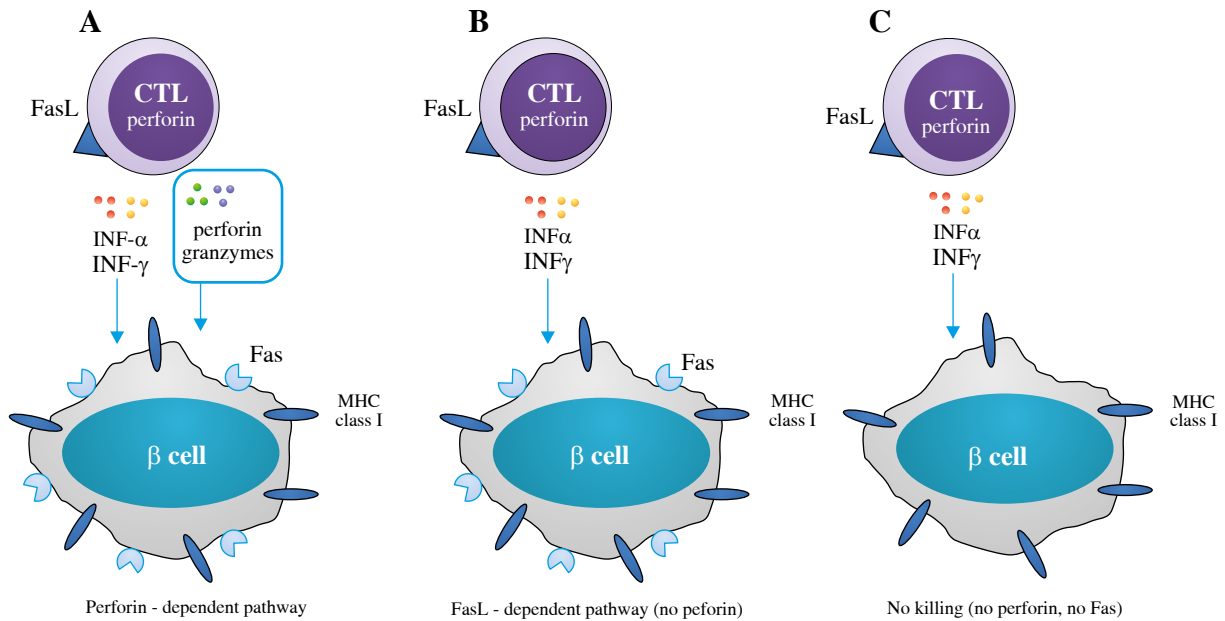 A
FasL
CTL
perforin
INF-α
INF-γ
perforin
granzymes
Fas
MHC
class I
β cell
Perforin - dependent pathway
B
FasL
CTL
perforin
INFα
INFγ
Fas
MHC
class I
β cell
FasL - dependent pathway (no peforin)
C
FasL
CTL
perforin
INFα
INFγ
MHC
class I
β cell
No killing (no perforin, no Fas)